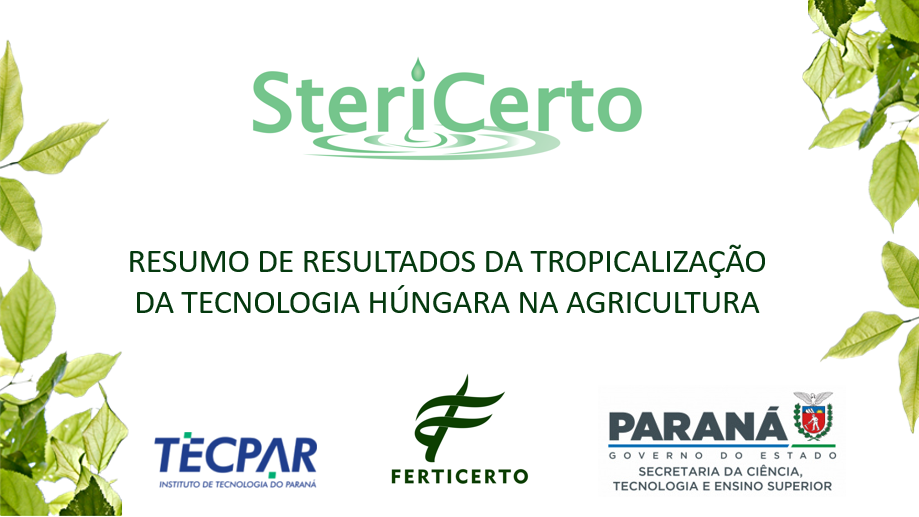 SteriCerto
RESUMO DE RESULTADOS DA TROPICALIZAÇÃO
DA TECNOLOGIA HÚNGARA NA AGRICULTURA
TECPAR
INSTITUTO DE TECNOLOGIA DO PARANÁ
FERTICERTO
PARANÁ
GOVERNO DO ESTADO
SECRETARIA DA CIÊNCIA,
TECNOLOGIA E ENSINO SUPERIOR